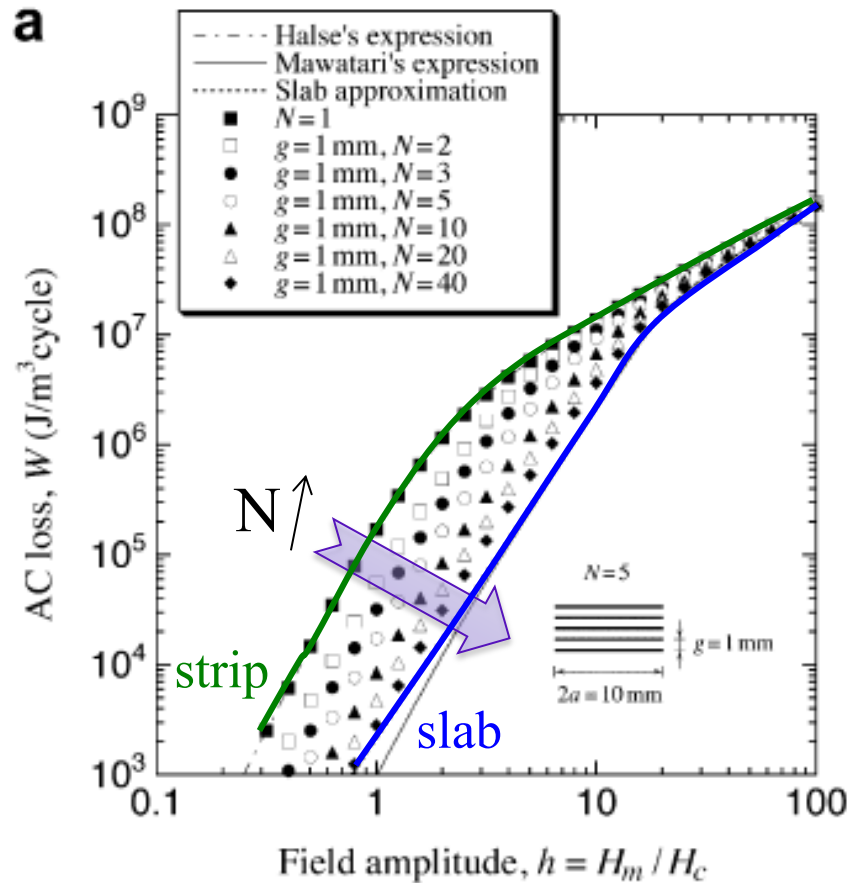 a
Halse's expression
Mawatari's expression
Slab approximation
N=1
g=1 mm, N=2
g=1 mm, N=3
g=1 mm, N=5
g=1 mm, N=10
g=1 mm, N=20
g=1 mm, N=40
10⁹
10⁸
10⁷
10⁶
10⁵
10⁴
10³
AC loss, W (J/m³cycle)
N
strip
slab
N=5
g=1 mm
2a=10 mm
0.1
1
10
100
Field amplitude, h = Hₘ / H_c